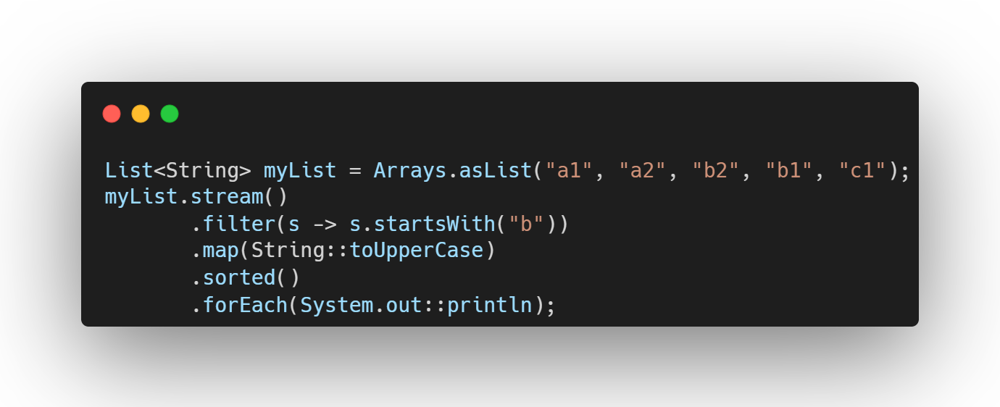 List<String> myList = Arrays.asList("a1", "a2", "b2", "b1", "c1");
myList.stream()
        .filter(s -> s.startsWith("b"))
        .map(String::toUpperCase)
        .sorted()
        .forEach(System.out::println);